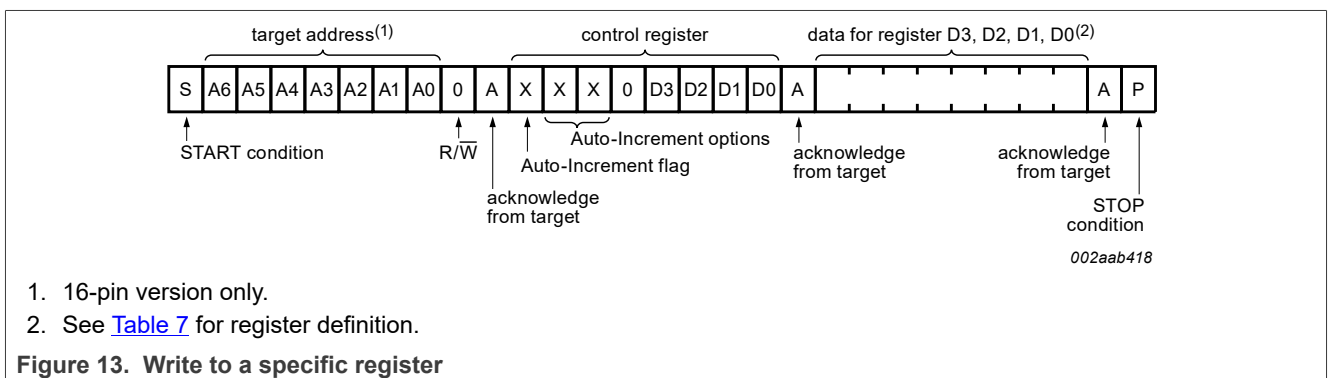 target address(1) control register data for register D3, D2, D1, D0(2)
S A6 A5 A4 A3 A2 A1 A0 0 A X X X 0 D3 D2 D1 D0 A A P
START condition R/W̅ Auto-Increment options acknowledge from target acknowledge from target
Auto-Increment flag
acknowledge from target
STOP condition
002aab418
1. 16-pin version only.
2. See Table 7 for register definition.
Figure 13. Write to a specific register